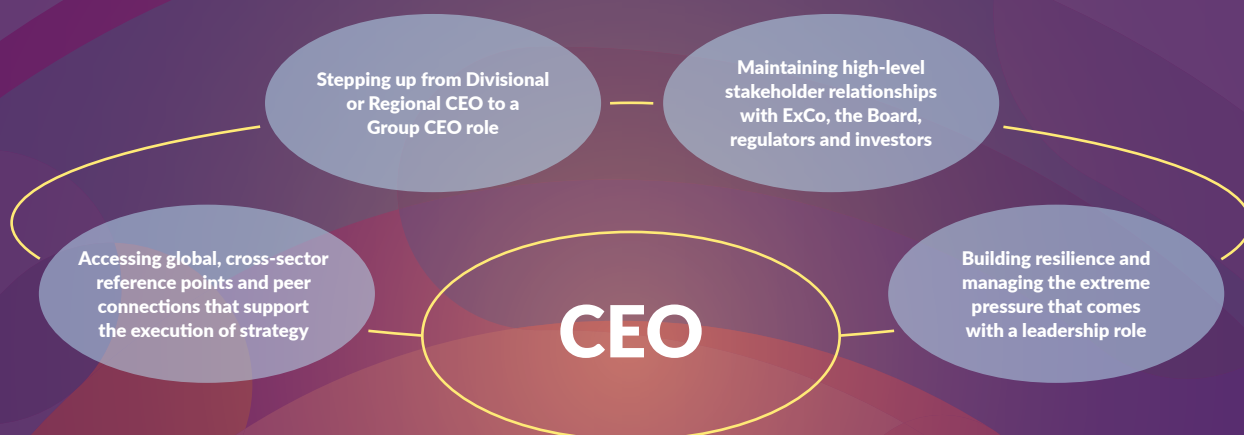 Stepping up from Divisional
or Regional CEO to a
Group CEO role
Maintaining high-level
stakeholder relationships
with ExCo, the Board,
regulators and investors
Accessing global, cross-sector
reference points and peer
connections that support
the execution of strategy
Building resilience and
managing the extreme
pressure that comes
with a leadership role
CEO